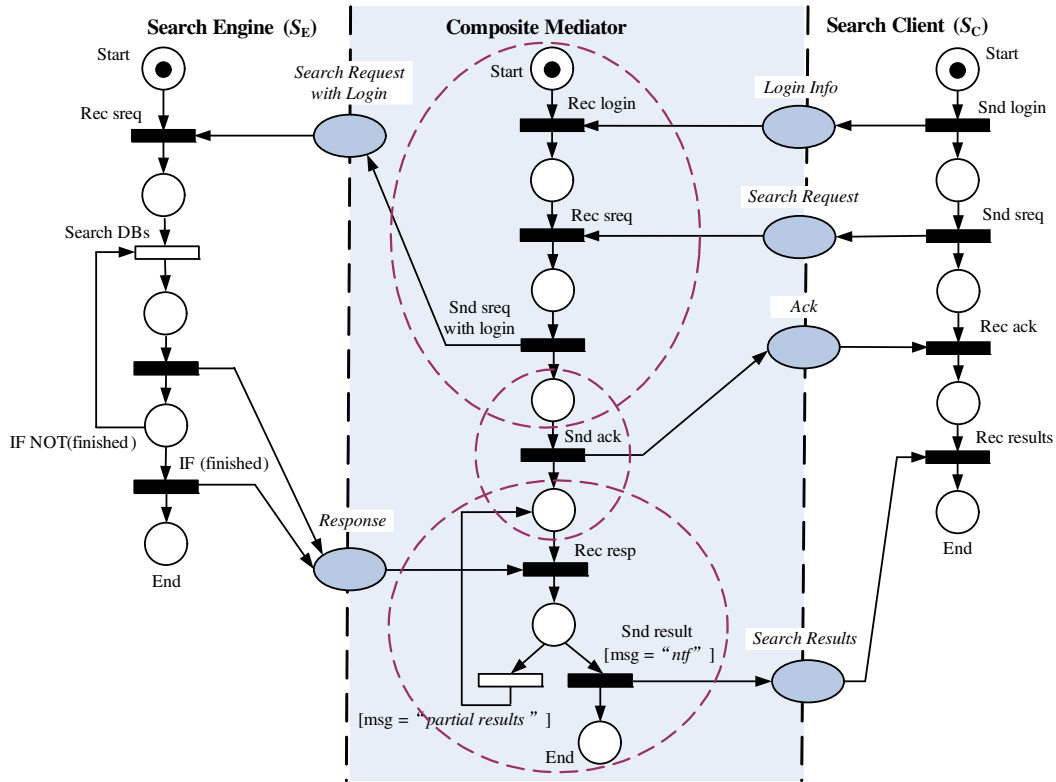 Search Engine (SE)
Composite Mediator
Search Client (SC)
Start
Start
Start
Search Request
with Login
Login Info
Rec sreq
Rec login
Snd login
Search Request
Search DBs
Rec sreq
Snd sreq
Snd sreq
with login
Ack
Rec ack
IF NOT(finished)
IF (finished)
Snd ack
Rec results
Response
Rec resp
End
End
Snd result
[msg = “ntf” ]
Search Results
[msg = “partial results” ]
End